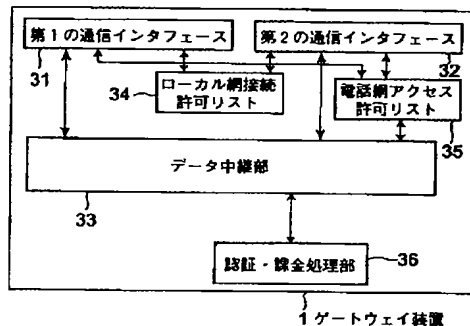 第1の通信インタフェース
第2の通信インタフェース
31
32
34
ローカル網接続
許可リスト
電話網アクセス
許可リスト
35
データ中継部
33
認証・課金処理部
36
1 ゲートウェイ装置